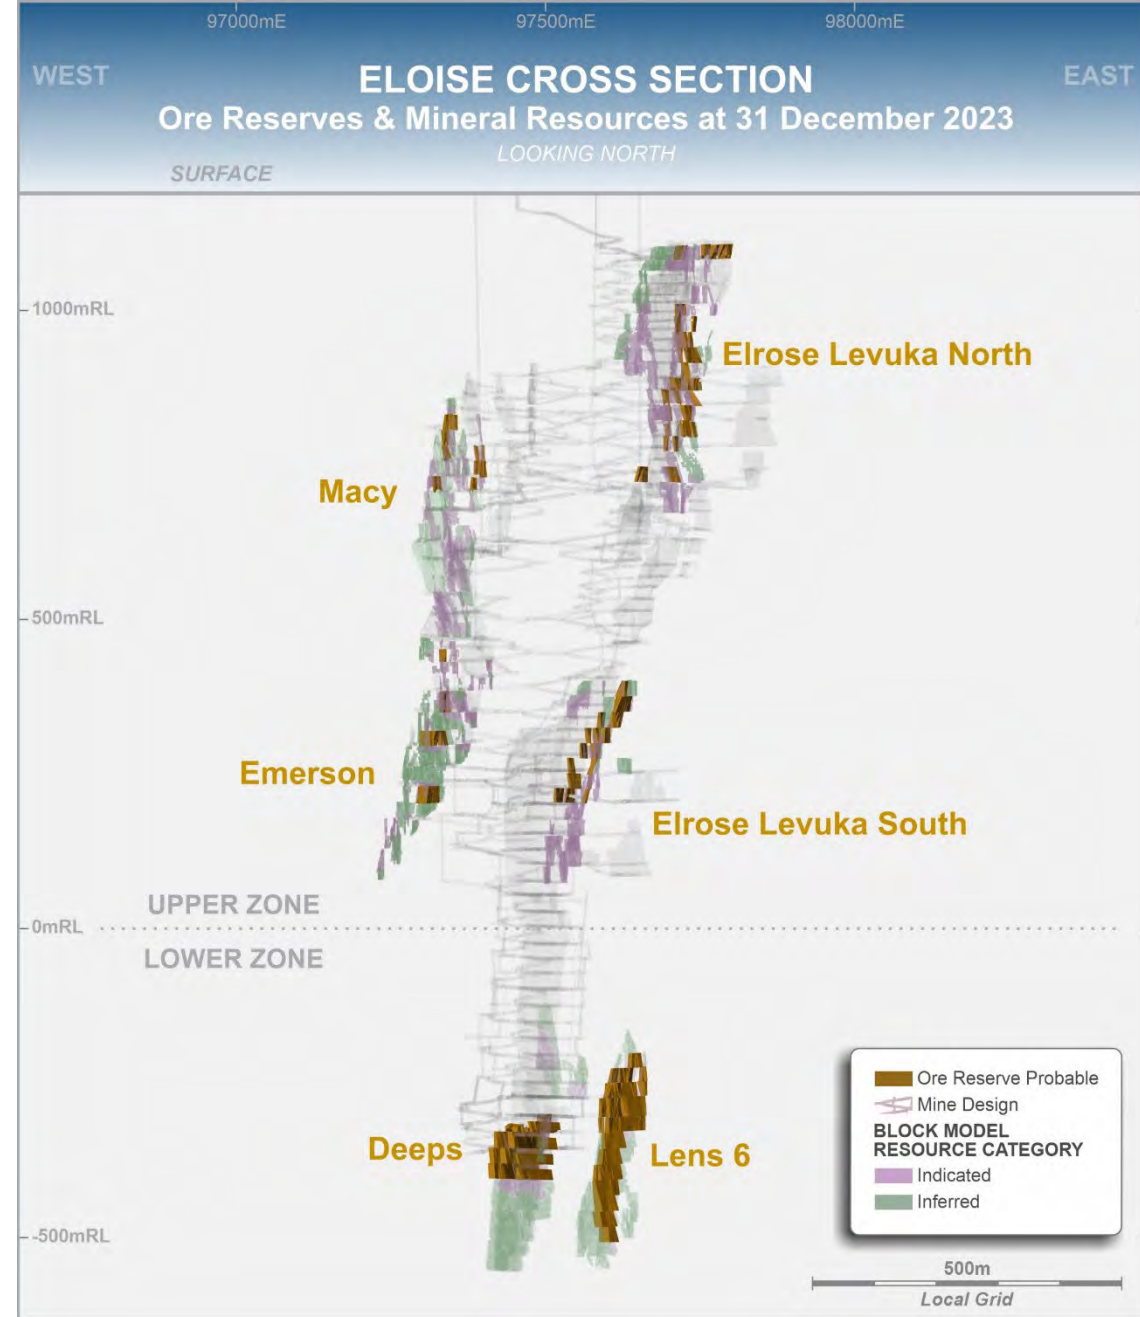 97000mE
97500mE
98000mE
WEST
ELOISE CROSS SECTION
EAST
Ore Reserves & Mineral Resources at 31 December 2023
LOOKING NORTH
SURFACE
1000mRL
Elrose Levuka North
Macy
500mRL
Emerson
Elrose Levuka South
UPPER ZONE
0mRL
LOWER ZONE
Deeps
Lens 6
-500mRL
Ore Reserve Probable
Mine Design
BLOCK MODEL
RESOURCE CATEGORY
Indicated
Inferred
500m
Local Grid